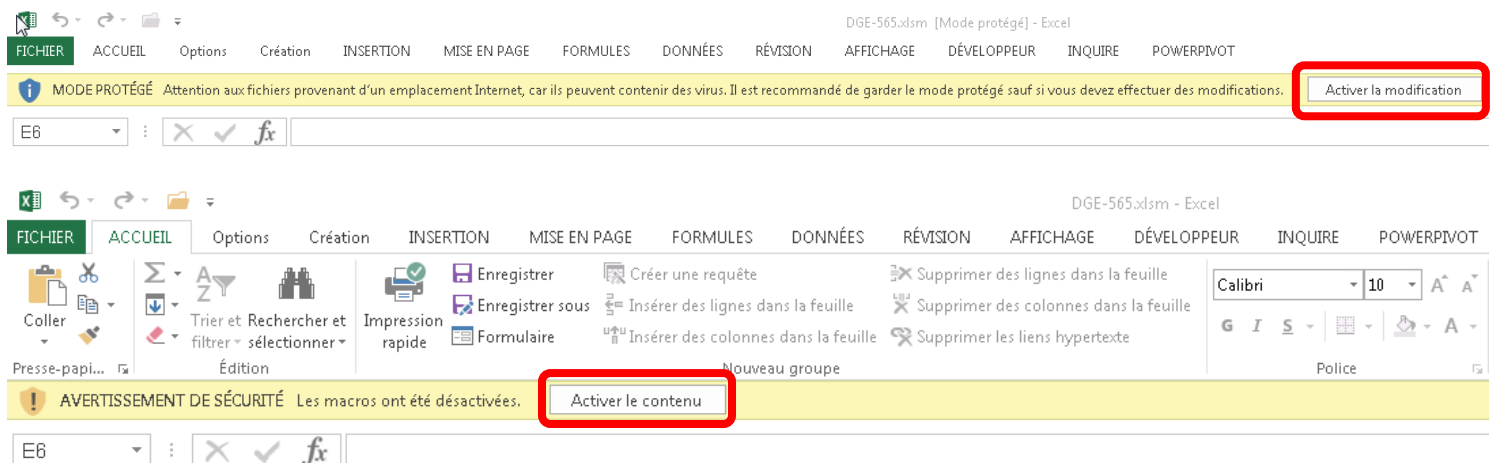 DGE-565.xlsm [Mode protégé] - Excel
FICHIER ACCUEIL Options Création INSERTION MISE EN PAGE FORMULES DONNÉES RÉVISION AFFICHAGE DÉVELOPPEUR INQUIRE POWERPIVOT
MODE PROTÉGÉ Attention aux fichiers provenant d'un emplacement Internet, car ils peuvent contenir des virus. Il est recommandé de garder le mode protégé sauf si vous devez effectuer des modifications. Activer la modification
E6 fx
DGE-565.xlsm - Excel
FICHIER ACCUEIL Options Création INSERTION MISE EN PAGE FORMULES DONNÉES RÉVISION AFFICHAGE DÉVELOPPEUR INQUIRE POWERPIVOT
Enregistrer Créer une requête Supprimer des lignes dans la feuille
Calibri 10 A A
Enregistrer sous Insérer des lignes dans la feuille Supprimer des colonnes dans la feuille
Coller Trier et Rechercher et Impression
filtrer sélectionner rapide Formulaire Insérer des colonnes dans la feuille Supprimer les liens hypertexte
G I S A
Presse-papi... Édition Nouveau groupe Police
AVERTISSEMENT DE SÉCURITÉ Les macros ont été désactivées. Activer le contenu
E6 fx